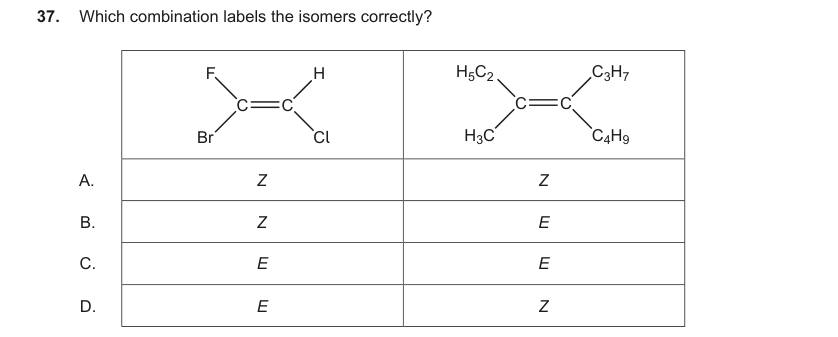 37. Which combination labels the isomers correctly?
F H H₅C₂ C₃H₇
C=C C=C
Br Cl H₃C C₄H₉
A. Z Z
B. Z E
C. E E
D. E Z